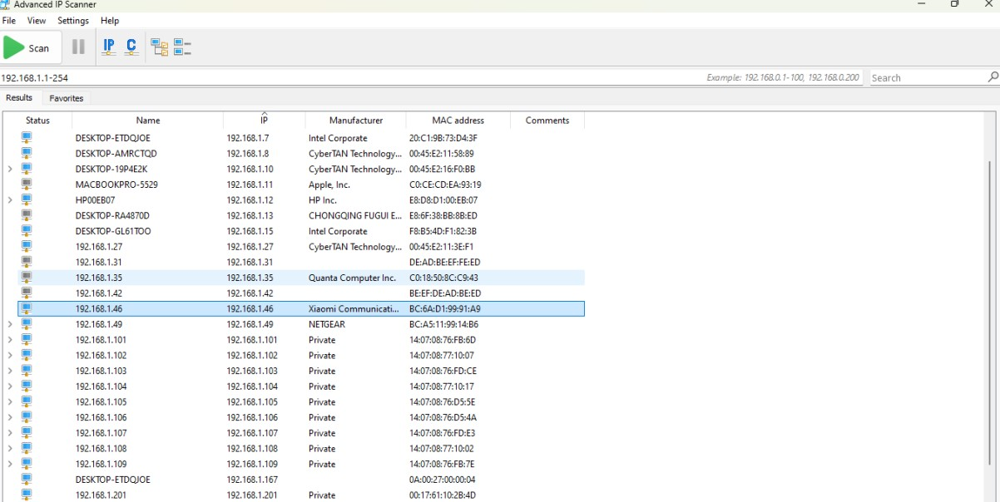 Advanced IP Scanner
File View Settings Help
Scan IP C
192.168.1.1-254 Example: 192.168.0.1-100, 192.168.0.200 Search
Results Favorites
Status Name IP Manufacturer MAC address Comments
DESKTOP-ETDQJOE 192.168.1.7 Intel Corporate 20:C1:9B:73:D4:3F
DESKTOP-AMRCTQD 192.168.1.8 CyberTAN Technology... 00:45:E2:11:58:89
DESKTOP-19P4E2K 192.168.1.10 CyberTAN Technology... 00:45:E2:16:F0:BB
MACBOOKPRO-5529 192.168.1.11 Apple, Inc. C0:CE:CD:EA:93:19
HP00EB07 192.168.1.12 HP Inc. E8:D8:D1:00:EB:07
DESKTOP-RA4870D 192.168.1.13 CHONGQING FUGUI E... E8:6F:38:BB:8B:ED
DESKTOP-GL61TOO 192.168.1.15 Intel Corporate F8:B5:4D:F1:82:3B
192.168.1.27 192.168.1.27 CyberTAN Technology... 00:45:E2:11:3E:F1
192.168.1.31 192.168.1.31 DE:AD:BE:EF:FE:ED
192.168.1.35 192.168.1.35 Quanta Computer Inc. C0:18:50:8C:C9:43
192.168.1.42 192.168.1.42 BE:EF:DE:AD:BE:ED
192.168.1.46 192.168.1.46 Xiaomi Communicati... BC:6A:D1:99:91:A9
192.168.1.49 192.168.1.49 NETGEAR BC:A5:11:99:14:B6
192.168.1.101 192.168.1.101 Private 14:07:08:76:FB:6D
192.168.1.102 192.168.1.102 Private 14:07:08:77:10:07
192.168.1.103 192.168.1.103 Private 14:07:08:76:FD:CE
192.168.1.104 192.168.1.104 Private 14:07:08:77:10:17
192.168.1.105 192.168.1.105 Private 14:07:08:76:D5:5E
192.168.1.106 192.168.1.106 Private 14:07:08:76:D5:4A
192.168.1.107 192.168.1.107 Private 14:07:08:76:FD:E3
192.168.1.108 192.168.1.108 Private 14:07:08:77:10:02
192.168.1.109 192.168.1.109 Private 14:07:08:76:FB:7E
DESKTOP-ETDQJOE 192.168.1.167 0A:00:27:00:00:04
192.168.1.201 192.168.1.201 Private 00:17:61:10:2B:4D